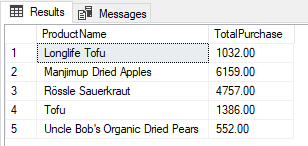 Results Messages
ProductName TotalPurchase
1 Longlife Tofu 1032.00
2 Manjimup Dried Apples 6159.00
3 Rössle Sauerkraut 4757.00
4 Tofu 1386.00
5 Uncle Bob's Organic Dried Pears 552.00